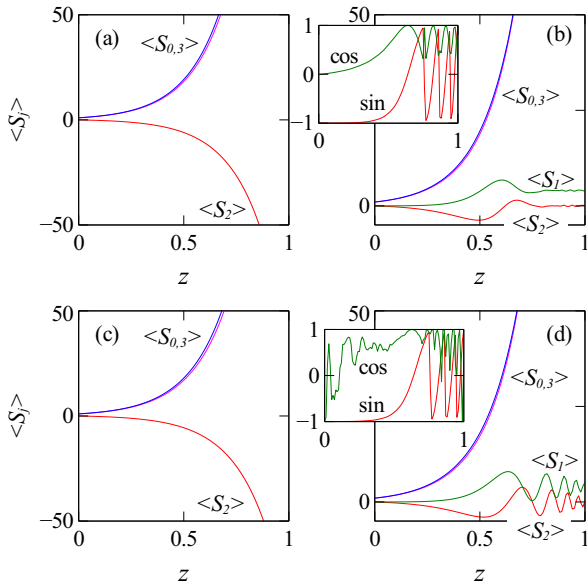 50
(a)
<S0,3>
0
<Sj>
<S2>
−50
0
0.5
1
z
1
cos
0
sin
−1
0
1
50
(b)
<S0,3>
<S1>
0
<S2>
0
0.5
1
z
50
(c)
<S0,3>
0
<Sj>
<S2>
−50
0
0.5
1
z
1
0
cos
sin
−1
0
1
50
(d)
<S0,3>
<S1>
0
<S2>
0
0.5
1
z